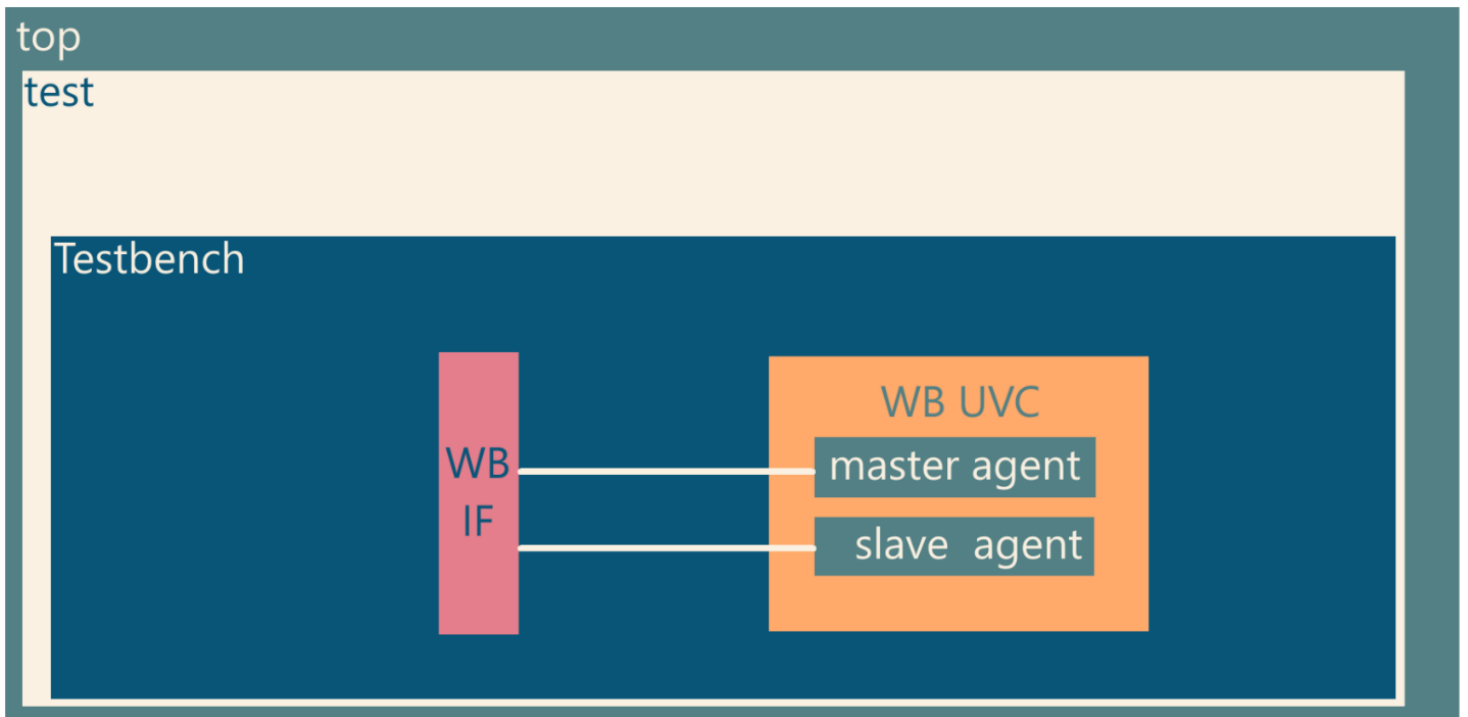 top
test
Testbench
WB
IF
WB UVC
master agent
slave agent